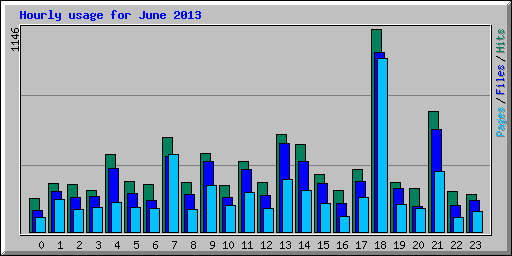 Hourly usage for June 2013
1146
Pages/Files/Hits
0 1 2 3 4 5 6 7 8 9 10 11 12 13 14 15 16 17 18 19 20 21 22 23